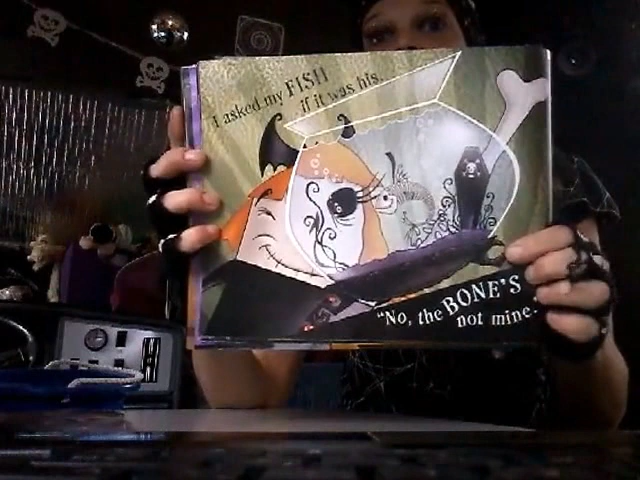 I asked my FISH
if it was his.
"No, the BONE'S
not mine.